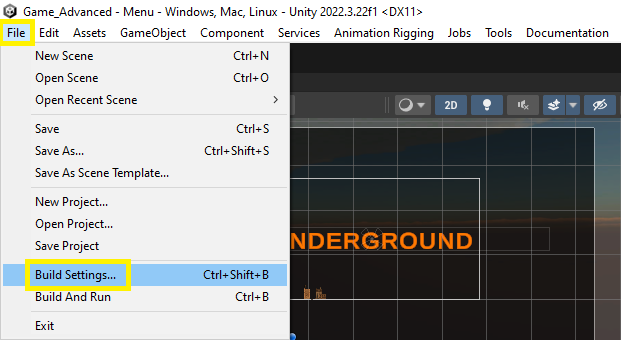 Game_Advanced - Menu - Windows, Mac, Linux - Unity 2022.3.22f1 <DX11>
File Edit Assets GameObject Component Services Animation Rigging Jobs Tools Documentation
New Scene Ctrl+N
Open Scene Ctrl+O
Open Recent Scene
2D
Save Ctrl+S
Save As... Ctrl+Shift+S
Save As Scene Template...
New Project...
Open Project...
Save Project
NDERGROUND
Build Settings... Ctrl+Shift+B
Build And Run Ctrl+B
Exit